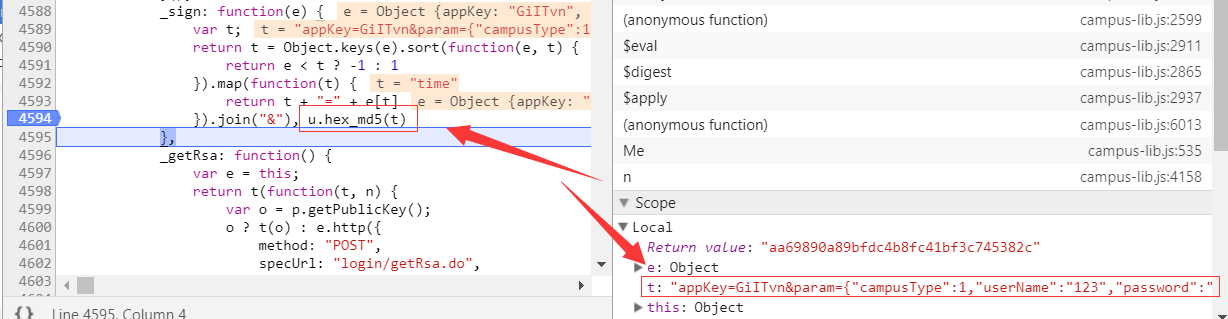 4588 _sign: function(e) { e = Object {appKey: "GiITvn",
4589 var t; t = "appKey=GiITvn&param={"campusType":1
4590 return t = Object.keys(e).sort(function(e, t) {
4591 return e < t ? -1 : 1
4592 }).map(function(t) { t = "time"
4593 return t + "=" + e[t] e = Object {appKey: "
4594 }).join("&"), u.hex_md5(t)
4595 },
4596 _getRsa: function() {
4597 var e = this;
4598 return t(function(t, n) {
4599 var o = p.getPublicKey();
4600 o ? t(o) : e.http({
4601 method: "POST",
4602 specUrl: "login/getRsa.do",
4603
{} Line 4595, Column 4
(anonymous function) campus-lib.js:2599
$eval campus-lib.js:2911
$digest campus-lib.js:2865
$apply campus-lib.js:2937
(anonymous function) campus-lib.js:6013
Me campus-lib.js:535
n campus-lib.js:4158
Scope
Local
Return value: "aa69890a89bfdc4b8fc41bf3c745382c"
e: Object
t: "appKey=GiITvn&param={"campusType":1,"userName":"123","password":"
this: Object